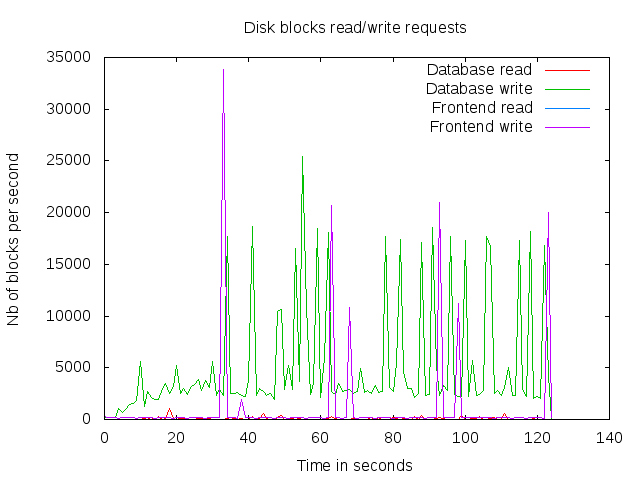 Disk blocks read/write requests
Nb of blocks per second
35000
30000
25000
20000
15000
10000
5000
0
Database read
Database write
Frontend read
Frontend write
0 20 40 60 80 100 120 140
Time in seconds